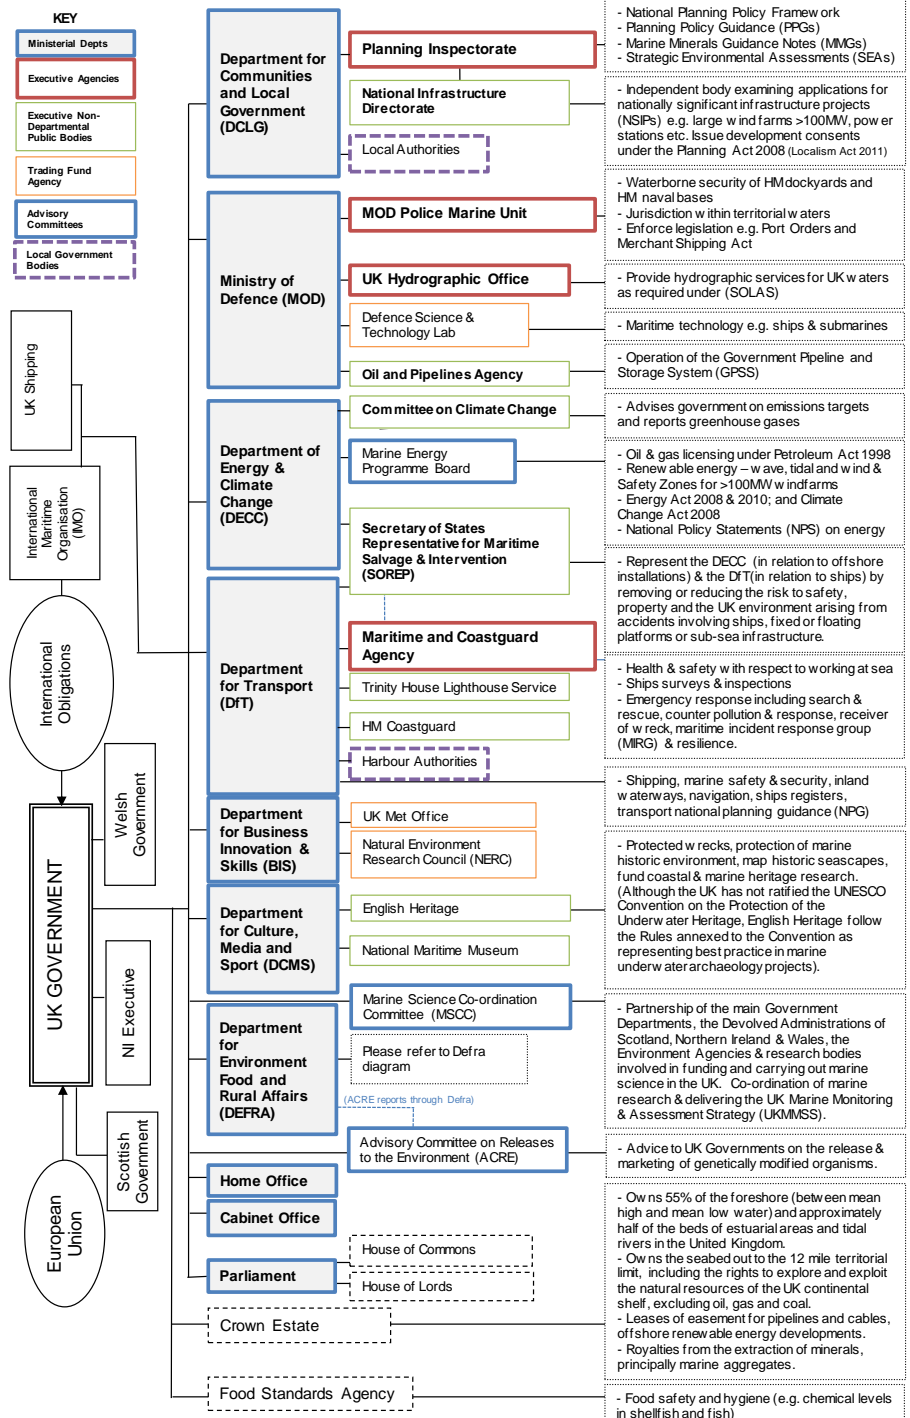 KEY
Ministerial Depts
Executive Agencies
Executive Non-
Departmental
Public Bodies
Trading Fund
Agency
Advisory
Committees
Local Government
Bodies
UK Shipping
International
Maritime
Organisation
(IMO)
International
Obligations
Welsh
Government
UK GOVERNMENT
NI Executive
Scottish
Government
European
Union
Department for
Communities
and Local
Government
(DCLG)
Planning Inspectorate
National Infrastructure
Directorate
Local Authorities
- National Planning Policy Framework
- Planning Policy Guidance (PPGs)
- Marine Minerals Guidance Notes (MMGs)
- Strategic Environmental Assessments (SEAs)
- Independent body examining applications for
nationally significant infrastructure projects
(NSIPs) e.g. large wind farms >100MW, power
stations etc. Issue development consents
under the Planning Act 2008 (Localism Act 2011)
Ministry of
Defence (MOD)
MOD Police Marine Unit
UK Hydrographic Office
Defence Science &
Technology Lab
Oil and Pipelines Agency
- Waterborne security of HM dockyards and
HM naval bases
- Jurisdiction within territorial waters
- Enforce legislation e.g. Port Orders and
Merchant Shipping Act
- Provide hydrographic services for UK waters
as required under (SOLAS)
- Maritime technology e.g. ships & submarines
- Operation of the Government Pipeline and
Storage System (GPSS)
Department of
Energy &
Climate
Change
(DECC)
Committee on Climate Change
Marine Energy
Programme Board
Secretary of States
Representative for Maritime
Salvage & Intervention
(SOREP)
- Advises government on emissions targets
and reports greenhouse gases
- Oil & gas licensing under Petroleum Act 1998
- Renewable energy – wave, tidal and wind &
Safety Zones for >100MW windfarms
- Energy Act 2008 & 2010; and Climate
Change Act 2008
- National Policy Statements (NPS) on energy
- Represent the DECC (in relation to offshore
installations) & the DfT(in relation to ships) by
removing or reducing the risk to safety,
property and the UK environment arising from
accidents involving ships, fixed or floating
platforms or sub-sea infrastructure.
Department
for Transport
(DfT)
Maritime and Coastguard
Agency
Trinity House Lighthouse Service
HM Coastguard
Harbour Authorities
- Health & safety with respect to working at sea
- Ships surveys & inspections
- Emergency response including search &
rescue, counter pollution & response, receiver
of wreck, maritime incident response group
(MIRG) & resilience.
- Shipping, marine safety & security, inland
waterways, navigation, ships registers,
transport national planning guidance (NPG)
Department
for Business
Innovation &
Skills (BIS)
UK Met Office
Natural Environment
Research Council (NERC)
Department
for Culture,
Media and
Sport (DCMS)
English Heritage
National Maritime Museum
- Protected wrecks, protection of marine
historic environment, map historic seascapes,
fund coastal & marine heritage research.
(Although the UK has not ratified the UNESCO
Convention on the Protection of the
Underwater Heritage, English Heritage follow
the Rules annexed to the Convention as
representing best practice in marine
underwater archaeology projects).
Department
for
Environment
Food and
Rural Affairs
(DEFRA)
Marine Science Co-ordination
Committee (MSCC)
Please refer to Defra
diagram
(ACRE reports through Defra)
Advisory Committee on Releases
to the Environment (ACRE)
- Partnership of the main Government
Departments, the Devolved Administrations of
Scotland, Northern Ireland & Wales, the
Environment Agencies & research bodies
involved in funding and carrying out marine
science in the UK. Co-ordination of marine
research & delivering the UK Marine Monitoring
& Assessment Strategy (UKMMSS).
- Advice to UK Governments on the release &
marketing of genetically modified organisms.
Home Office
Cabinet Office
Parliament
House of Commons
House of Lords
Crown Estate
- Owns 55% of the foreshore (between mean
high and mean low water) and approximately
half of the beds of estuarial areas and tidal
rivers in the United Kingdom.
- Owns the seabed out to the 12 mile territorial
limit, including the rights to explore and exploit
the natural resources of the UK continental
shelf, excluding oil, gas and coal.
- Leases of easement for pipelines and cables,
offshore renewable energy developments.
- Royalties from the extraction of minerals,
principally marine aggregates.
Food Standards Agency
- Food safety and hygiene (e.g. chemical levels
in shellfish and fish)